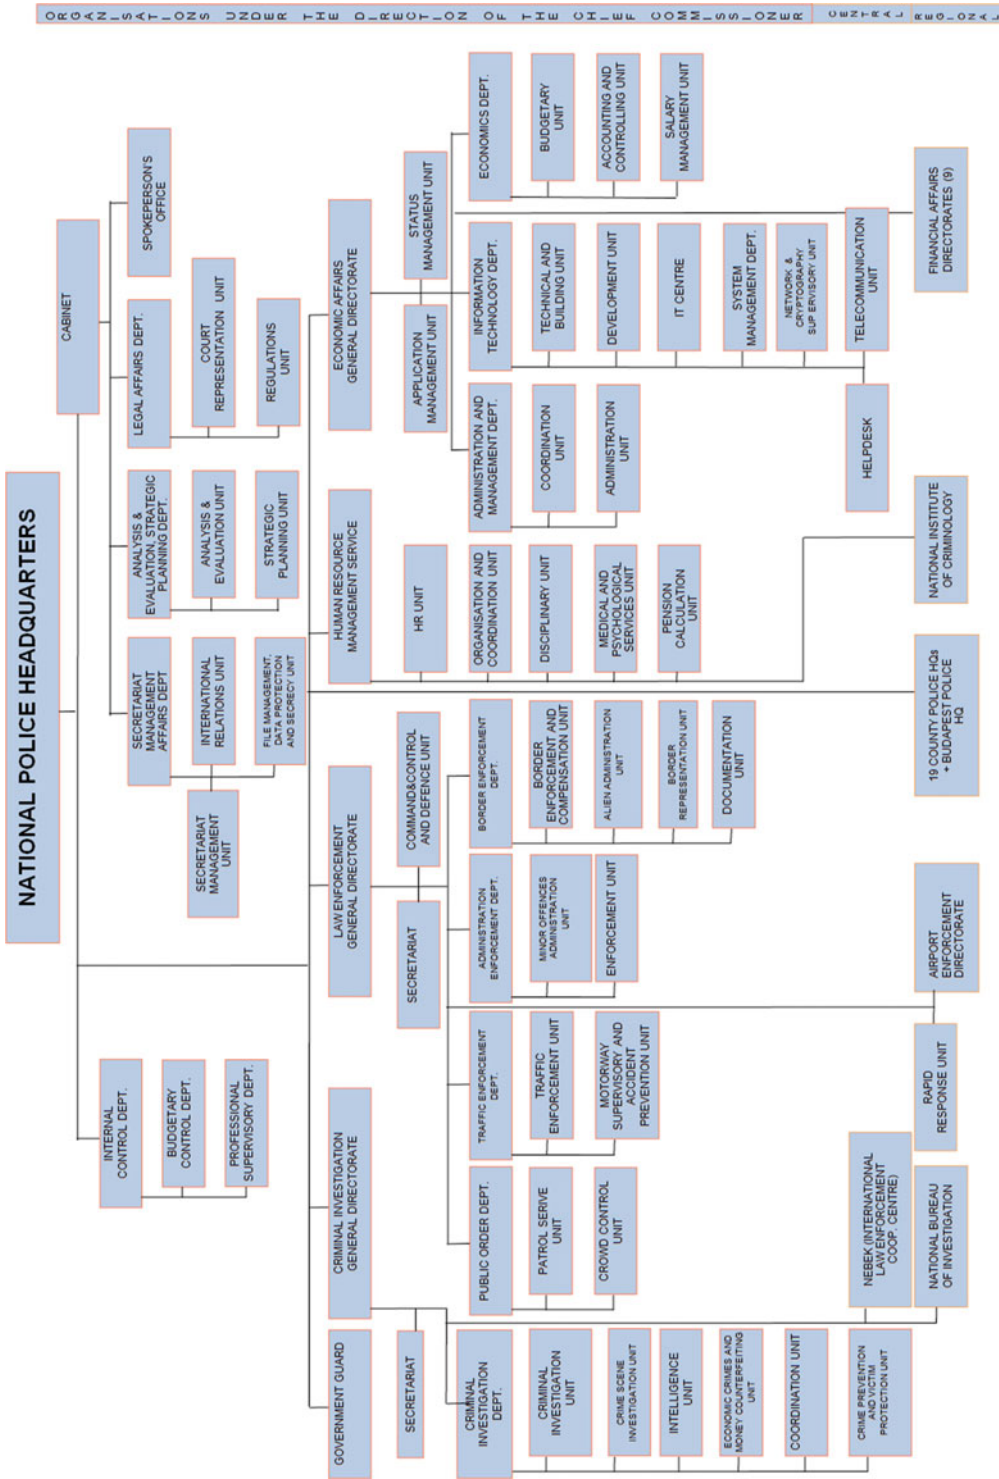 NATIONAL POLICE HEADQUARTERS
CABINET
INTERNAL
CONTROL DEPT.
BUDGETARY
CONTROL DEPT.
PROFESSIONAL
SUPERVISORY DEPT.
SECRETARIAT
MANAGEMENT
AFFAIRS DEPT
INTERNATIONAL
RELATIONS UNIT
FILE MANAGEMENT,
DATA PROTECTION
AND SECRECY UNIT
SECRETARIAT
MANAGEMENT
UNIT
ANALYSIS &
EVALUATION, STRATEGIC
PLANNING DEPT.
ANALYSIS &
EVALUATION UNIT
STRATEGIC
PLANNING UNIT
LEGAL AFFAIRS DEPT.
COURT
REPRESENTATION UNIT
REGULATIONS
UNIT
SPOKEPERSON'S
OFFICE
GOVERNMENT GUARD
CRIMINAL INVESTIGATION
GENERAL DIRECTORATE
LAW ENFORCEMENT
GENERAL DIRECTORATE
HUMAN RESOURCE
MANAGEMENT SERVICE
ECONOMIC AFFAIRS
GENERAL DIRECTORATE
SECRETARIAT
CRIMINAL
INVESTIGATION
DEPT.
CRIMINAL
INVESTIGATION
UNIT
CRIME SCENE
INVESTIGATION UNIT
INTELLIGENCE
UNIT
ECONOMIC CRIMES AND
MONEY COUNTERFEITING
UNIT
COORDINATION UNIT
CRIME PREVENTION
AND VICTIM
PROTECTION UNIT
NEBEK (INTERNATIONAL
LAW ENFORCEMENT
COOP. CENTRE)
NATIONAL BUREAU
OF INVESTIGATION
SECRETARIAT
COMMAND&CONTROL
AND DEFENCE UNIT
PUBLIC ORDER DEPT.
PATROL SERIVE
UNIT
CROWD CONTROL
UNIT
TRAFFIC ENFORCEMENT
DEPT.
TRAFFIC
ENFORCEMENT UNIT
MOTORWAY
SUPERVISORY AND
ACCIDENT
PREVENTION UNIT
ADMINISTRATION
ENFORCEMENT DEPT.
MINOR OFFENCES
ADMINISTRATION
UNIT
ENFORCEMENT UNIT
BORDER ENFORCEMENT
DEPT.
BORDER
ENFORCEMENT AND
COMPENSATION UNIT
ALIEN ADMINISTRATION
UNIT
BORDER
REPRESENTATION UNIT
DOCUMENTATION
UNIT
RAPID
RESPONSE UNIT
AIRPORT
ENFORCEMENT
DIRECTORATE
19 COUNTY POLICE HQs
+ BUDAPEST POLICE
HQ
HR UNIT
ORGANISATION AND
COORDINATION UNIT
DISCIPLINARY UNIT
MEDICAL AND
PSYCHOLOGICAL
SERVICES UNIT
PENSION
CALCULATION
UNIT
NATIONAL INSTITUTE
OF CRIMINOLOGY
APPLICATION
MANAGEMENT UNIT
STATUS
MANAGEMENT UNIT
ADMINISTRATION AND
MANAGEMENT DEPT.
COORDINATION
UNIT
ADMINISTRATION
UNIT
INFORMATION
TECHNOLOGY DEPT.
TECHNICAL AND
BUILDING UNIT
DEVELOPMENT UNIT
IT CENTRE
SYSTEM
MANAGEMENT DEPT.
NETWORK &
CRYPTOGRAPHY
SUP ERVISORY UNIT
TELECOMMUNICATION
UNIT
HELPDESK
ECONOMICS DEPT.
BUDGETARY
UNIT
ACCOUNTING AND
CONTROLLING UNIT
SALARY
MANAGEMENT UNIT
FINANCIAL AFFAIRS
DIRECTORATES (9)
ORGANISATIONS UNDER THE DIRECTION OF THE CHIEF COMMISSIONER
CENTRAL
REGIONAL